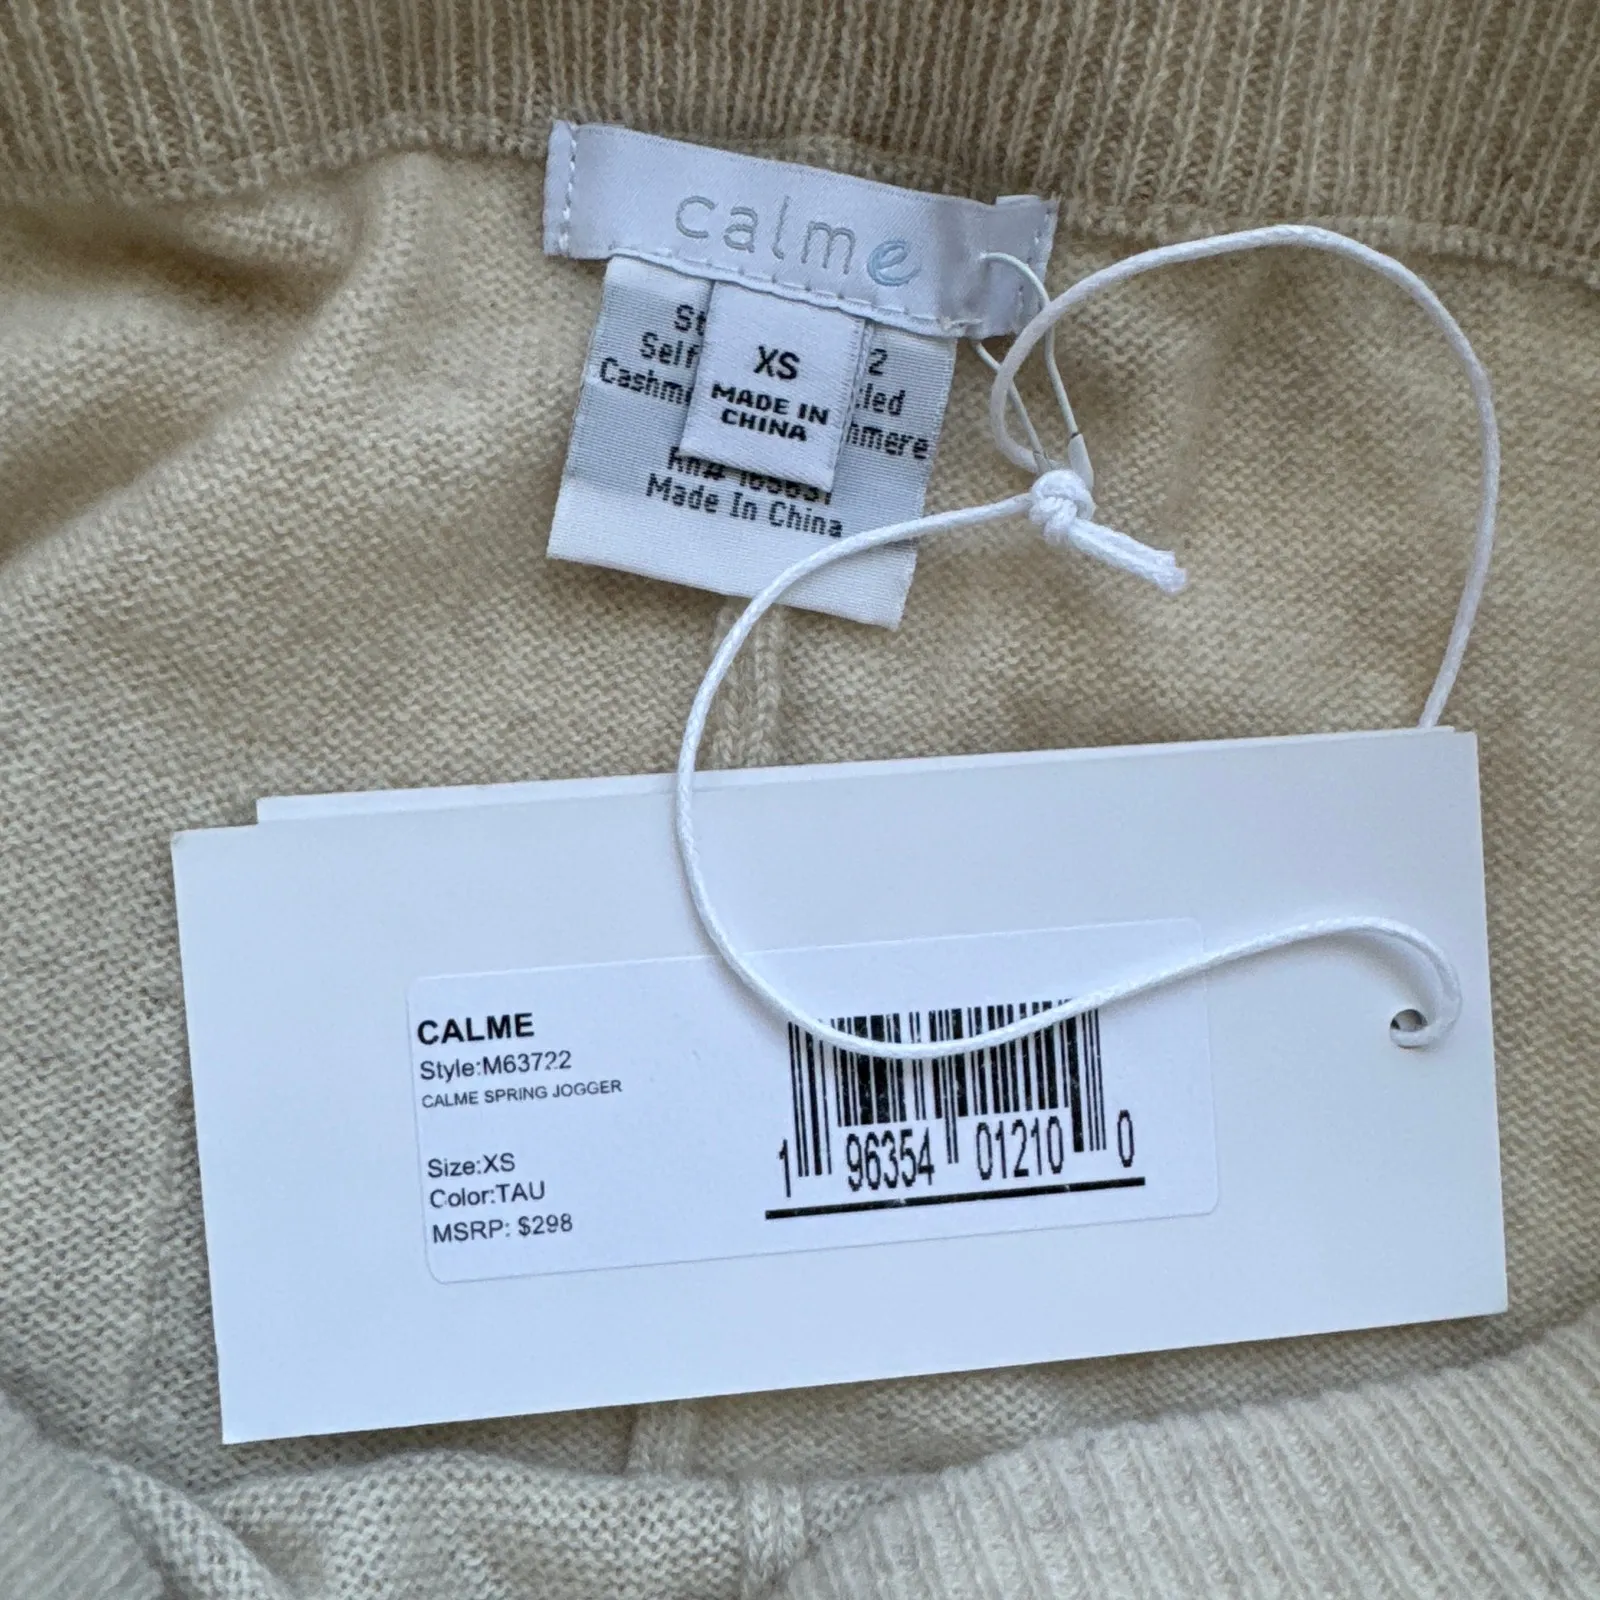 calme
XS
MADE IN
CHINA
2
Made In China
CALME
Style:M63722
CALME SPRING JOGGER
Size:XS
Color:TAU
MSRP: $298
1 96354 01210 0